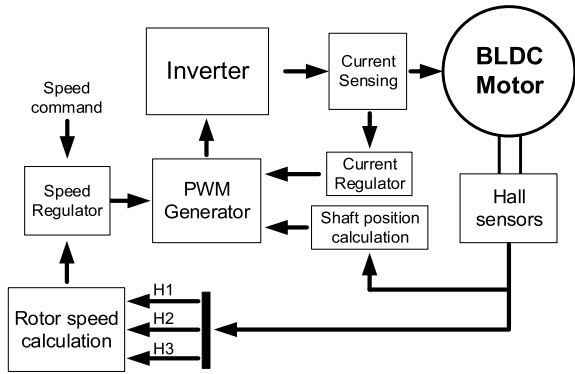 Inverter
Current
Sensing
BLDC
Motor
Speed
command
Speed
Regulator
PWM
Generator
Current
Regulator
Shaft position
calculation
Hall
sensors
Rotor speed
calculation
H1
H2
H3